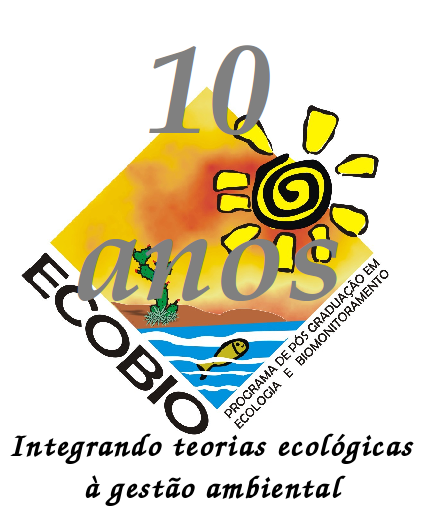 10
anos
ECOBIO
PROGRAMA DE PÓS GRADUAÇÃO EM
ECOLOGIA E BIOMONITORAMENTO
Integrando teorias ecológicas
à gestão ambiental